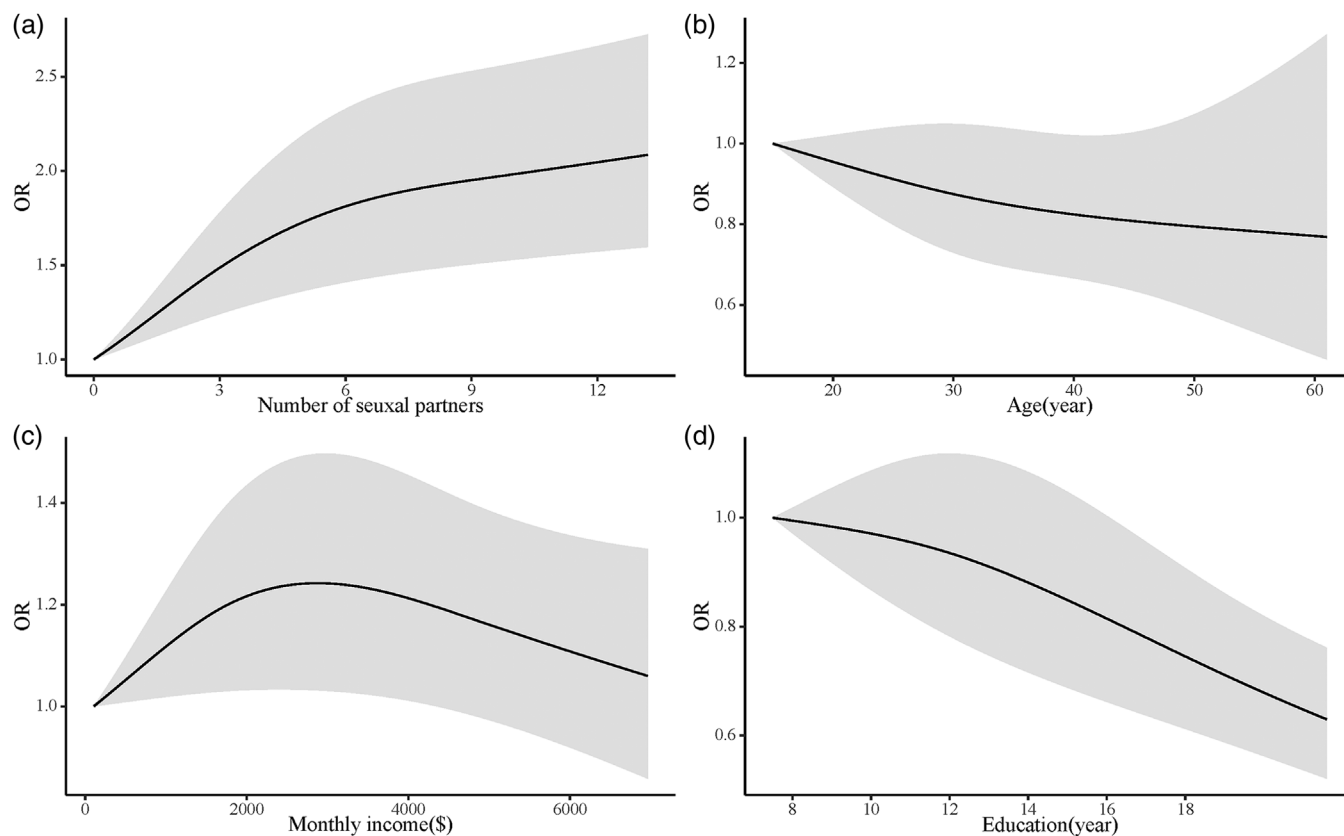 (a)
2.5
2.0
1.5
1.0
OR
0 3 6 9 12
Number of seuxal partners
(b)
1.2
1.0
0.8
0.6
OR
20 30 40 50 60
Age(year)
(c)
1.4
1.2
1.0
OR
0 2000 4000 6000
Monthly income($)
(d)
1.0
0.8
0.6
OR
8 10 12 14 16 18
Education(year)